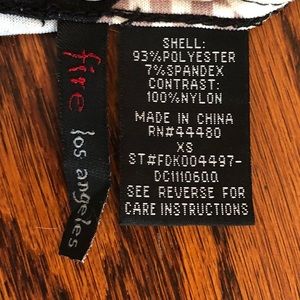 fire
los angeles
SHELL:
93%POLYESTER
7%SPANDEX
CONTRAST:
100%NYLON
MADE IN CHINA
RN#44480
XS
ST#FDK004497-
DC111060Q
SEE REVERSE FOR
CARE INSTRUCTIONS